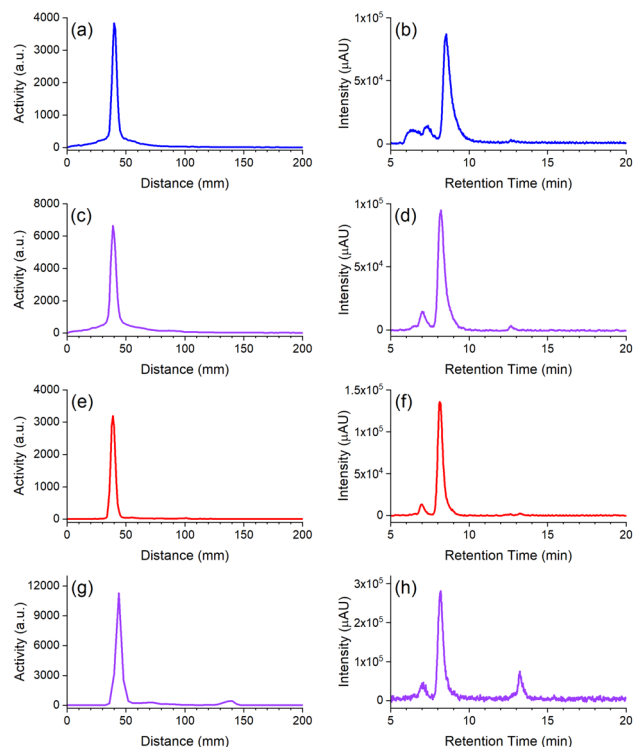 (a)
Activity (a.u.)
4000
3000
2000
1000
0
0 50 100 150 200
Distance (mm)
(b)
Intensity (μAU)
1x10⁵
5x10⁴
0
5 10 15 20
Retention Time (min)
(c)
Activity (a.u.)
8000
6000
4000
2000
0
0 50 100 150 200
Distance (mm)
(d)
Intensity (μAU)
1x10⁵
5x10⁴
0
5 10 15 20
Retention Time (min)
(e)
Activity (a.u.)
4000
3000
2000
1000
0
0 50 100 150 200
Distance (mm)
(f)
Intensity (μAU)
1.5x10⁵
1x10⁵
5x10⁴
0
5 10 15 20
Retention Time (min)
(g)
Activity (a.u.)
12000
9000
6000
3000
0
0 50 100 150 200
Distance (mm)
(h)
Intensity (μAU)
3x10⁵
2x10⁵
1x10⁵
0
5 10 15 20
Retention Time (min)